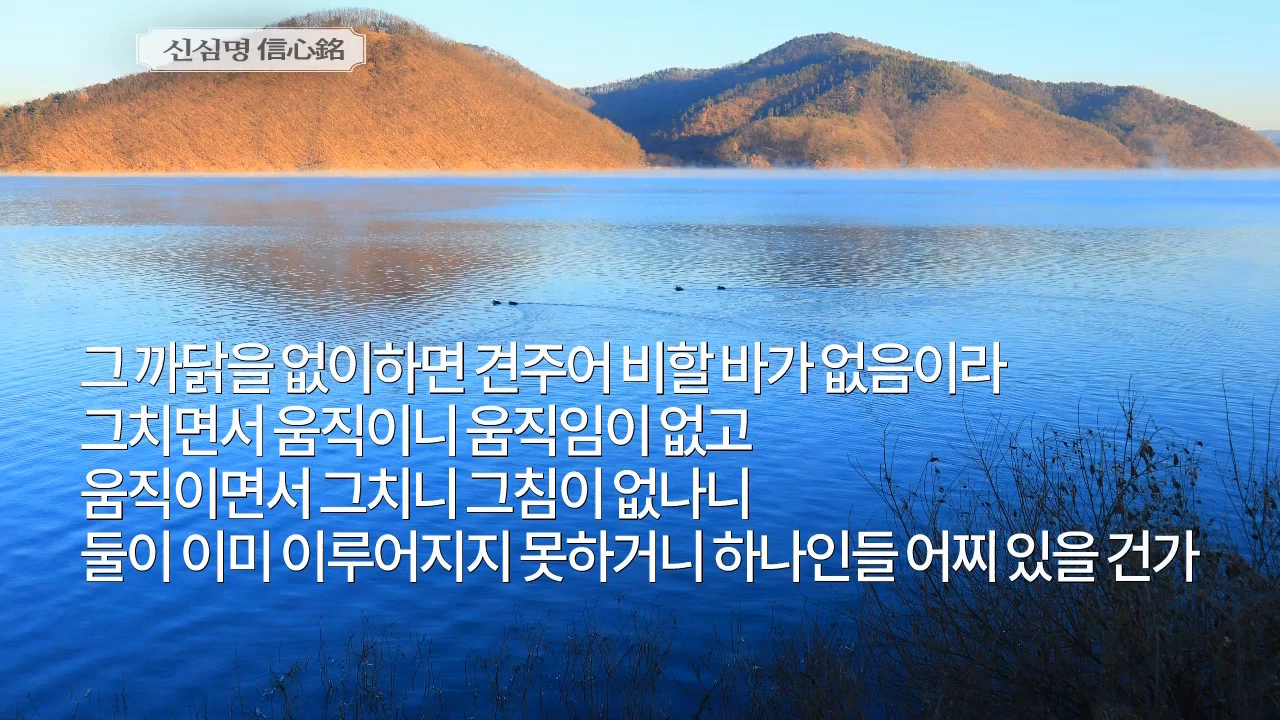 신심명 信心銘
그 까닭을 없이하면 견주어 비할 바가 없음이라
그치면서 움직이니 움직임이 없고
움직이면서 그치니 그침이 없나니
둘이 이미 이루어지지 못하거니 하나인들 어찌 있을 건가